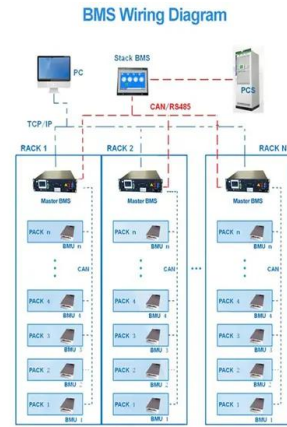 BMS Wiring Diagram
PC
Stack BMS
PCS
CAN/RS485
TCP/IP
RACK 1
RACK 2
RACK N
Master BMS
Master BMS
Master BMS
PACK n
BMU n
PACK n
BMU n
PACK n
BMU n
CAN
CAN
CAN
PACK 4
BMU 4
PACK 4
BMU 4
PACK 4
BMU 4
PACK 3
BMU 3
PACK 3
BMU 3
PACK 3
BMU 3
PACK 2
BMU 2
PACK 2
BMU 2
PACK 2
BMU 2
PACK 1
BMU 1
PACK 1
BMU 1
PACK 1
BMU 1